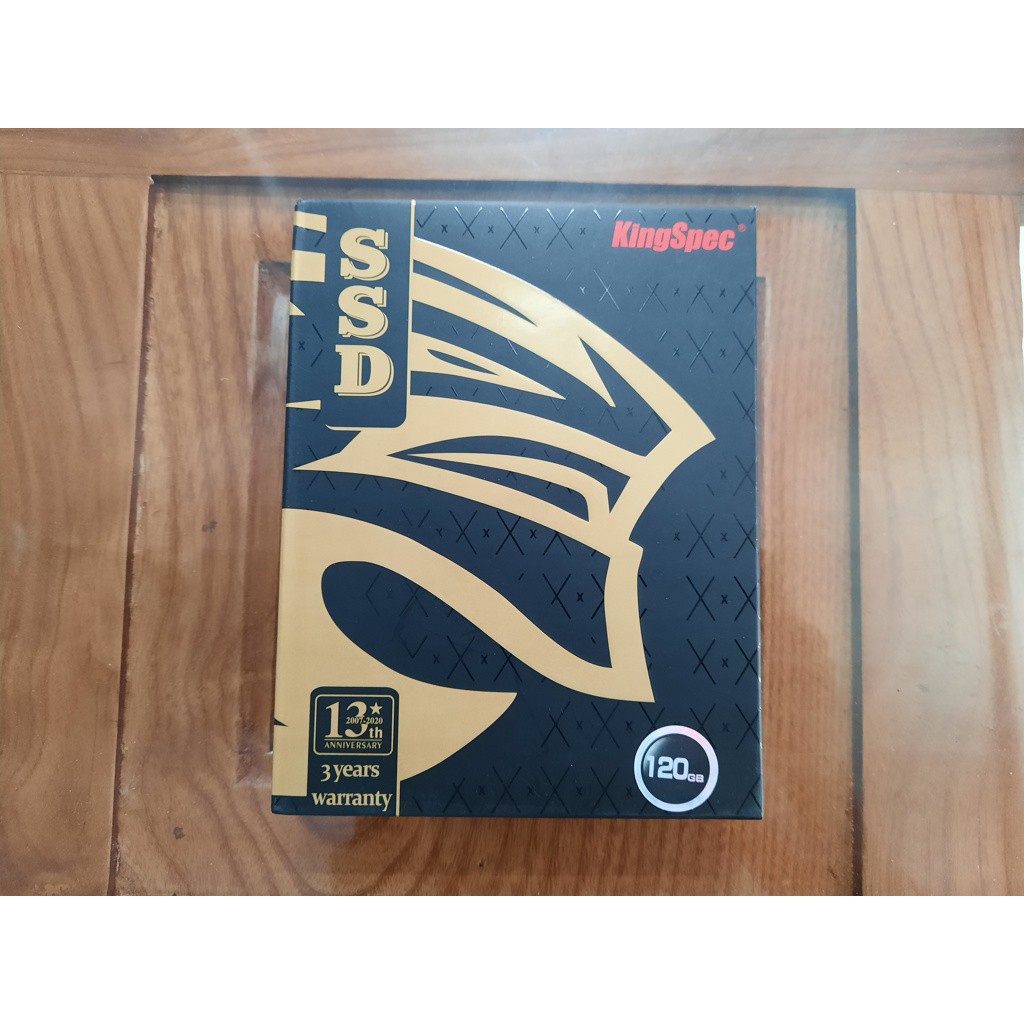 SSD
KingSpec®
13th
2007-2020
ANNIVERSARY
3 years
warranty
120GB